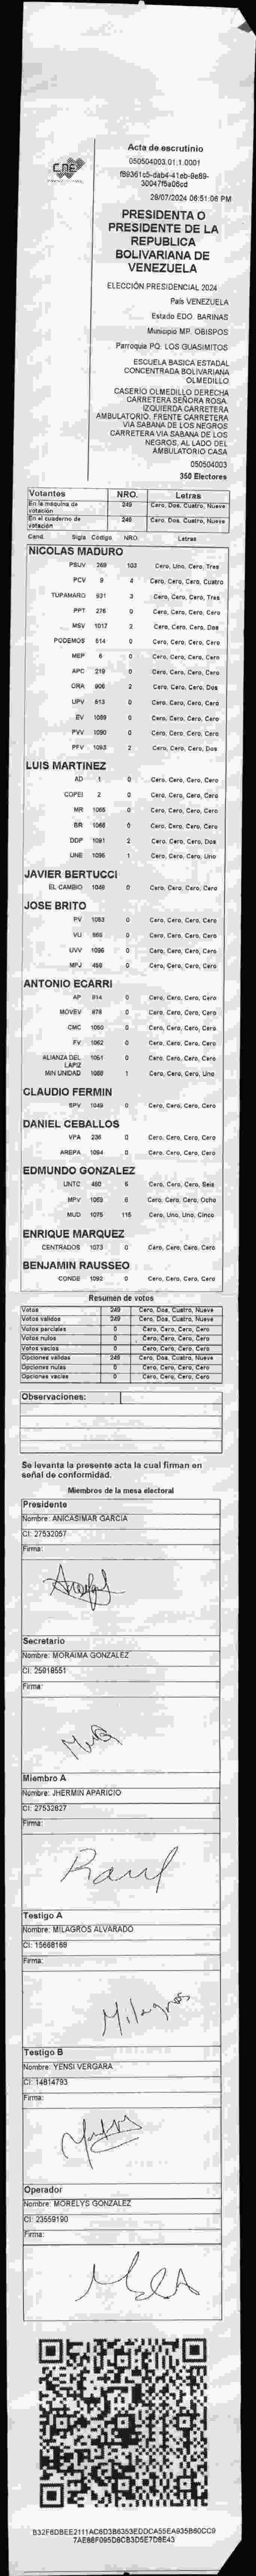 CNE
Acta de escrutinio
050504003.01.1.0001
f89361c5-dab4-41eb-9e89-
30047f5a06cd
28/07/2024 06:51:06 PM
PRESIDENTA O
PRESIDENTE DE LA
REPUBLICA
BOLIVARIANA DE
VENEZUELA
ELECCIÓN PRESIDENCIAL 2024
País VENEZUELA
Estado EDO. BARINAS
Municipio MP. OBISPOS
Parroquia PQ. LOS GUASIMITOS
ESCUELA BASICA ESTADAL
CONCENTRADA BOLIVARIANA
OLMEDILLO
CASERIO OLMEDILLO DERECHA
CARRETERA SEÑORA ROSA.
IZQUIERDA CARRETERA
AMBULATORIO. FRENTE CARRETERA
VIA SABANA DE LOS NEGROS
CARRETERA VIA SABANA DE LOS
NEGROS, AL LADO DEL
AMBULATORIO CASA
050504003
350 Electores
Votantes NRO. Letras
En la máquina de votación 249 Cero, Dos, Cuatro, Nueve
En el cuaderno de votación 249 Cero, Dos, Cuatro, Nueve
Cand. Sigla Código NRO. Letras
NICOLAS MADURO
PSUV 269 103 Cero, Uno, Cero, Tres
PCV 9 4 Cero, Cero, Cero, Cuatro
TUPAMARO 931 3 Cero, Cero, Cero, Tres
PPT 276 0 Cero, Cero, Cero, Cero
MSV 1017 2 Cero, Cero, Cero, Dos
PODEMOS 514 0 Cero, Cero, Cero, Cero
MEP 6 0 Cero, Cero, Cero, Cero
APC 219 0 Cero, Cero, Cero, Cero
ORA 906 2 Cero, Cero, Cero, Dos
UPV 613 0 Cero, Cero, Cero, Cero
EV 1089 0 Cero, Cero, Cero, Cero
PVV 1090 0 Cero, Cero, Cero, Cero
PFV 1093 2 Cero, Cero, Cero, Dos
LUIS MARTINEZ
AD 1 0 Cero, Cero, Cero, Cero
COPEI 2 0 Cero, Cero, Cero, Cero
MR 1065 0 Cero, Cero, Cero, Cero
BR 1066 0 Cero, Cero, Cero, Cero
DDP 1091 2 Cero, Cero, Cero, Dos
UNE 1095 1 Cero, Cero, Cero, Uno
JAVIER BERTUCCI
EL CAMBIO 1048 0 Cero, Cero, Cero, Cero
JOSE BRITO
PV 1053 0 Cero, Cero, Cero, Cero
VU 0 Cero, Cero, Cero, Cero
UVV 1096 0 Cero, Cero, Cero, Cero
MPJ 459 0 Cero, Cero, Cero, Cero
ANTONIO ECARRI
AP 914 0 Cero, Cero, Cero, Cero
MOVEV 978 0 Cero, Cero, Cero, Cero
CMC 1050 0 Cero, Cero, Cero, Cero
FV 1052 0 Cero, Cero, Cero, Cero
ALIANZA DEL LAPIZ 1051 0 Cero, Cero, Cero, Cero
MIN UNIDAD 1088 1 Cero, Cero, Cero, Uno
CLAUDIO FERMIN
SPV 1049 0 Cero, Cero, Cero, Cero
DANIEL CEBALLOS
VPA 236 0 Cero, Cero, Cero, Cero
AREPA 1094 0 Cero, Cero, Cero, Cero
EDMUNDO GONZALEZ
UNTC 460 6 Cero, Cero, Cero, Seis
MPV 1059 8 Cero, Cero, Cero, Ocho
MUD 1075 115 Cero, Uno, Uno, Cinco
ENRIQUE MARQUEZ
CENTRADOS 1073 0 Cero, Cero, Cero, Cero
BENJAMIN RAUSSEO
CONDE 1092 0 Cero, Cero, Cero, Cero
Resumen de votos
Votos 249 Cero, Dos, Cuatro, Nueve
Votos validos 249 Cero, Dos, Cuatro, Nueve
Votos parciales 0 Cero, Cero, Cero, Cero
Votos nulos 0 Cero, Cero, Cero, Cero
Votos vacios 0 Cero, Cero, Cero, Cero
Opciones válidas 249 Cero, Dos, Cuatro, Nueve
Opciones nulas 0 Cero, Cero, Cero, Cero
Opciones vacías 0 Cero, Cero, Cero, Cero
Observaciones:
Se levanta la presente acta la cual firman en
señal de conformidad.
Miembros de la mesa electoral
Presidente
Nombre: ANICASIMAR GARCIA
CI: 27532057
Firma:
Secretario
Nombre: MORAIMA GONZALEZ
CI: 25918551
Firma:
Miembro A
Nombre: JHERMIN APARICIO
CI: 27532827
Firma:
Raul
Testigo A
Nombre: MILAGROS ALVARADO
CI: 15668169
Firma:
Milagros
Testigo B
Nombre: YENSI VERGARA
CI: 14814793
Firma:
Operador
Nombre: MORELYS GONZALEZ
CI: 23559190
Firma:
B32F6DBEE2111AC6D3B6353EDDCA55EA935B60CC9
7AE86F095D6CB3D5E7D8E43